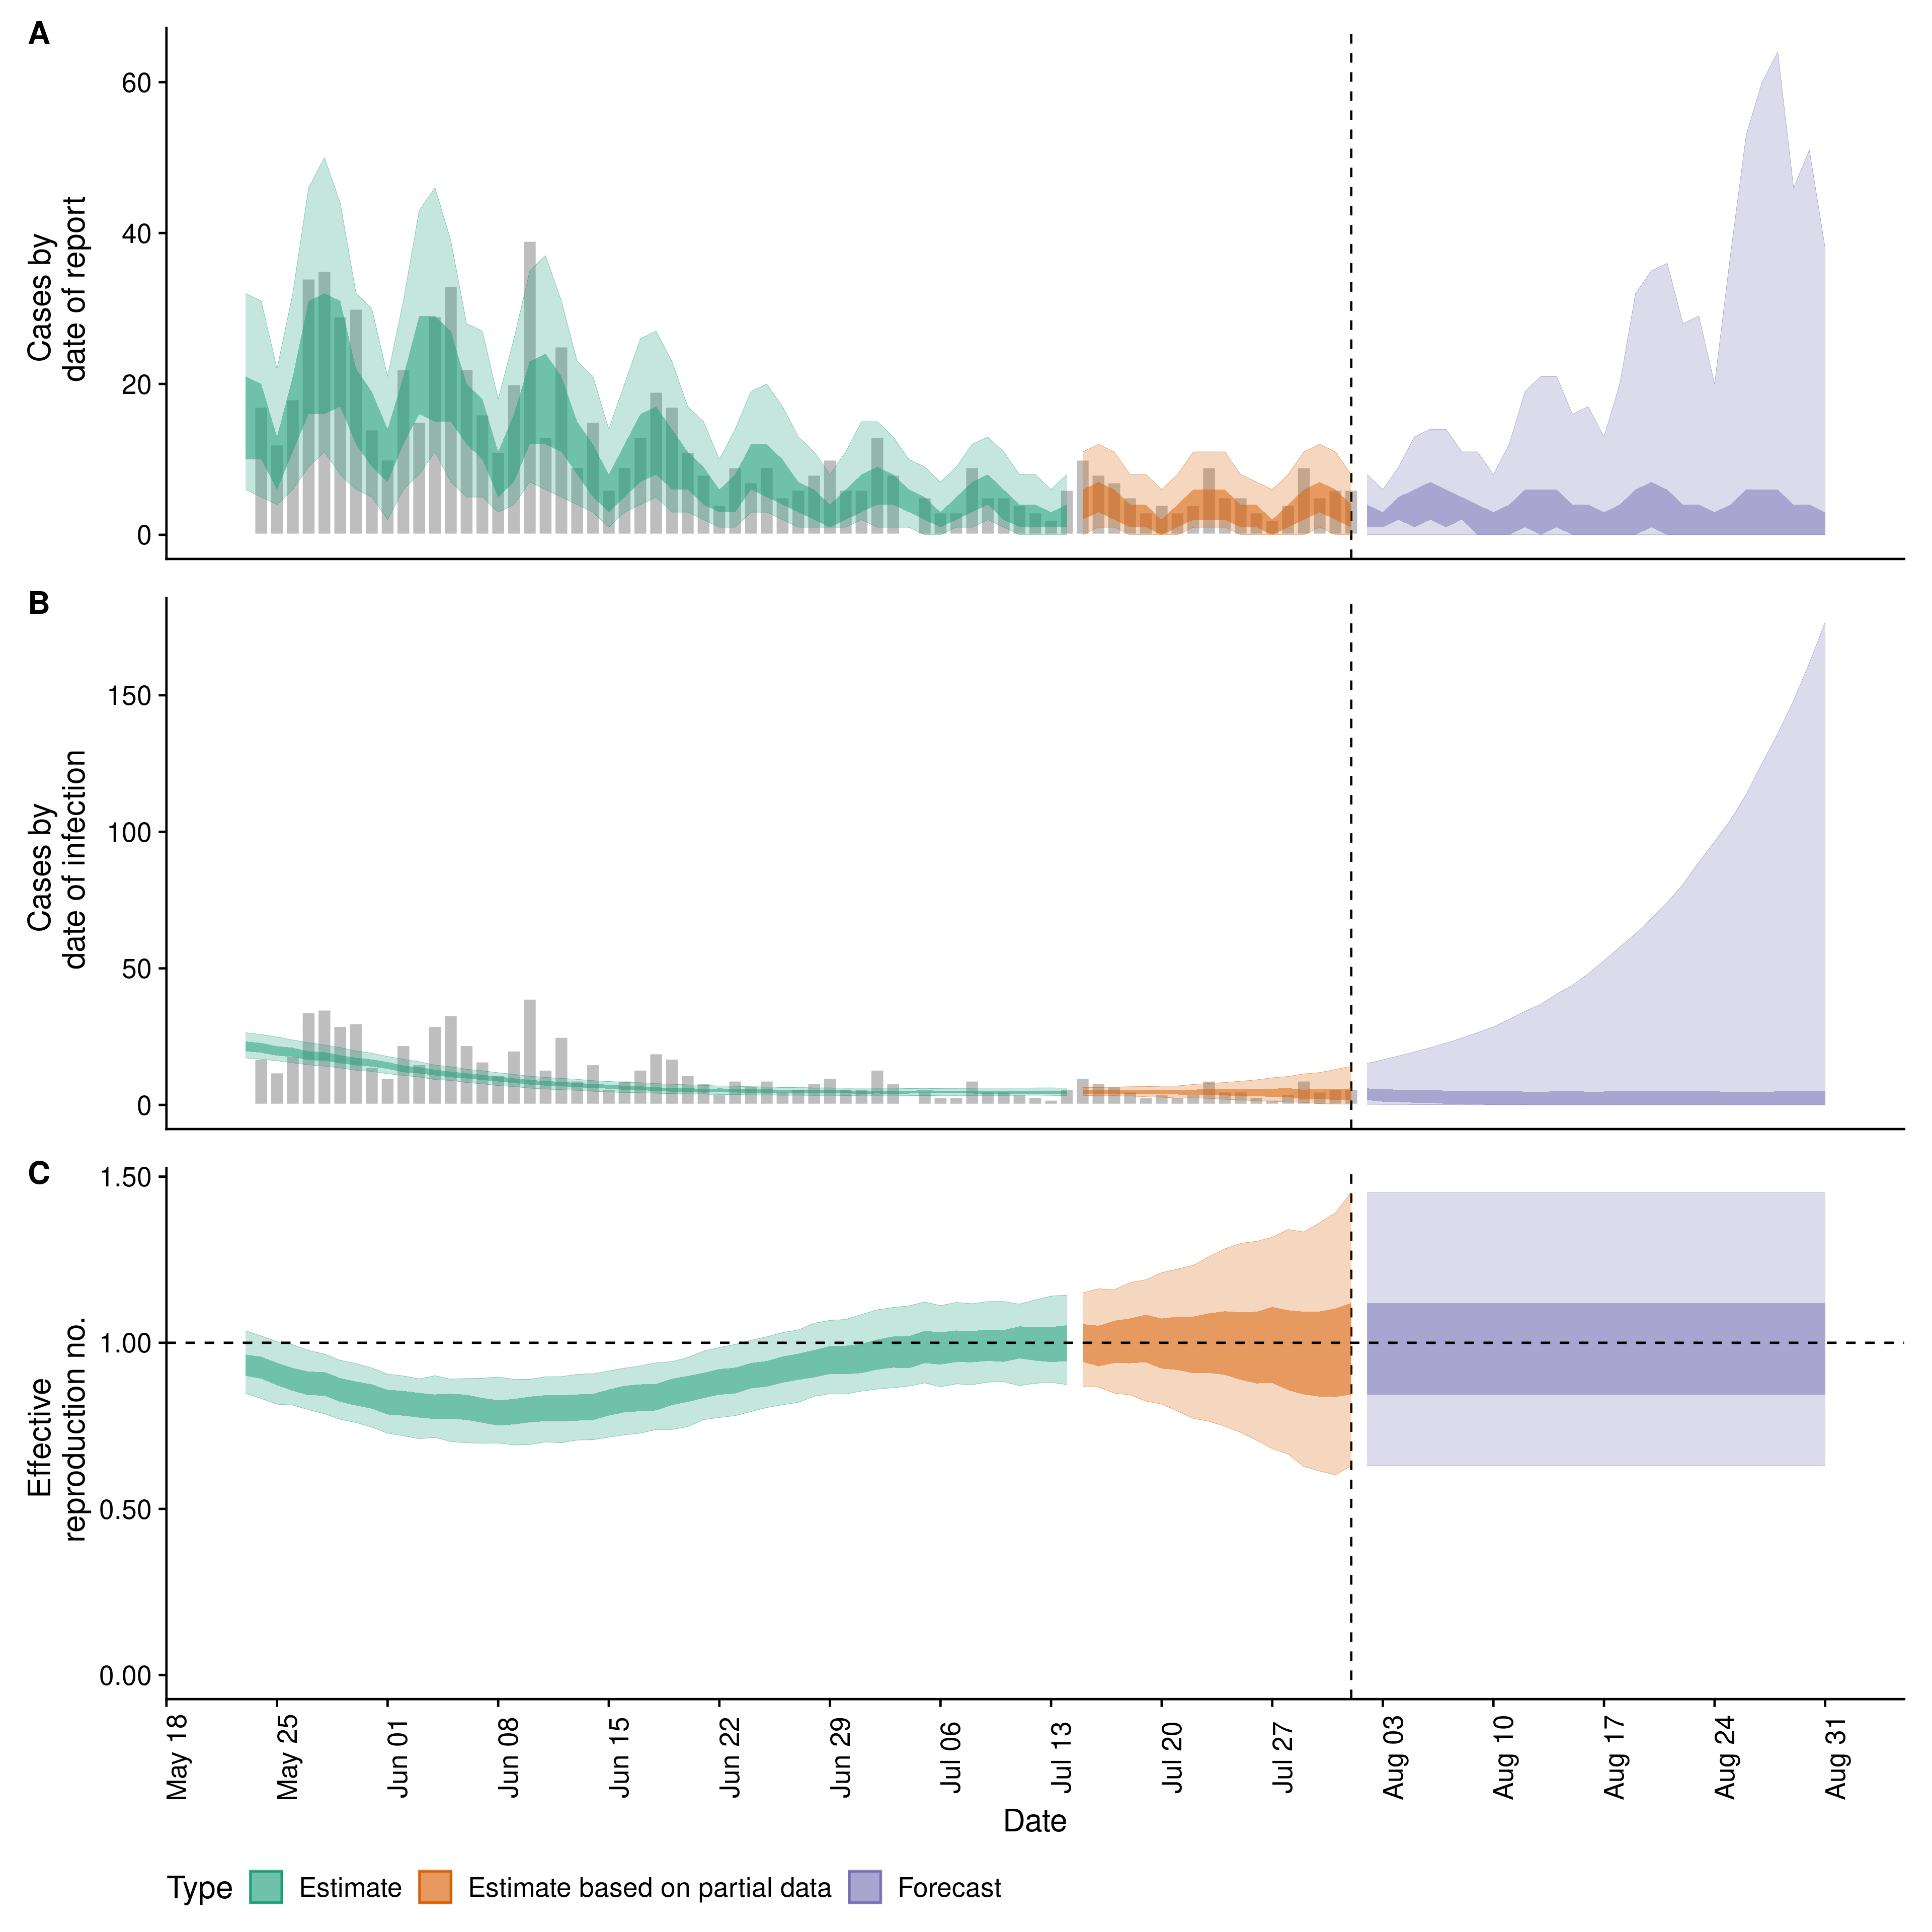 A
60
40
20
0
Cases by
date of report
B
150
100
50
0
Cases by
date of infection
C
1.50
1.00
0.50
0.00
Effective
reproduction no.
May 18
May 25
Jun 01
Jun 08
Jun 15
Jun 22
Jun 29
Jul 06
Jul 13
Jul 20
Jul 27
Aug 03
Aug 10
Aug 17
Aug 24
Aug 31
Date
Type Estimate Estimate based on partial data Forecast